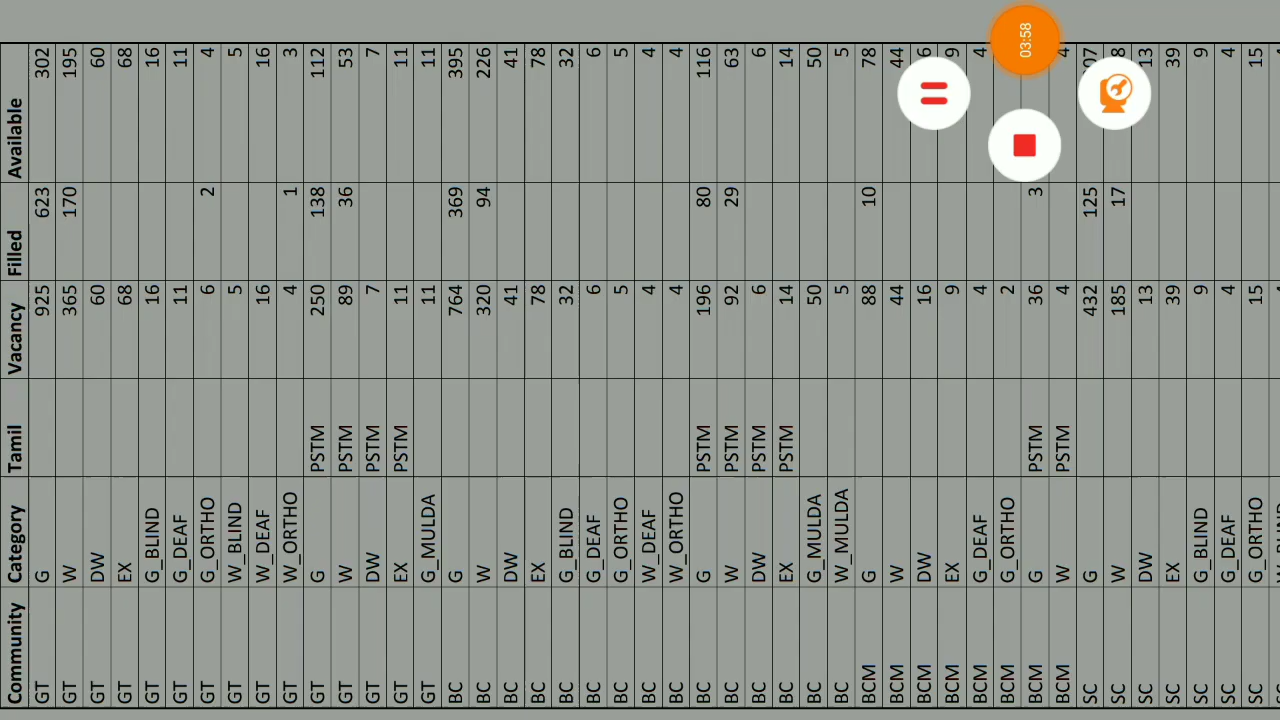 Community Category Tamil Vacancy Filled Available
GT G 925 623 302
GT W 365 170 195
GT DW 60 60
GT EX 68 68
GT G_BLIND 16 16
GT G_DEAF 11 11
GT G_ORTHO 6 2 4
GT W_BLIND 5 5
GT W_DEAF 16 16
GT W_ORTHO 4 1 3
GT G PSTM 250 138 112
GT W PSTM 89 36 53
GT DW PSTM 7 7
GT EX PSTM 11 11
GT G_MULDA 11 11
BC G 764 369 395
BC W 320 94 226
BC DW 41 41
BC EX 78 78
BC G_BLIND 32 32
BC G_DEAF 6 6
BC G_ORTHO 5 5
BC W_DEAF 4 4
BC W_ORTHO 4 4
BC G PSTM 196 80 116
BC W PSTM 92 29 63
BC DW PSTM 6 6
BC EX PSTM 14 14
BC G_MULDA 50 50
BC W_MULDA 5 5
BCM G 88 10 78
BCM W 44 44
BCM DW 16
BCM EX 9 9
BCM G_DEAF 4 4
BCM G_ORTHO 2
BCM G PSTM 36 3
BCM W PSTM 4 4
SC G 432 125
SC W 185 17
SC DW 13 13
SC EX 39 39
SC G_BLIND 9 9
SC G_DEAF 4 4
SC G_ORTHO 15 15
03:58